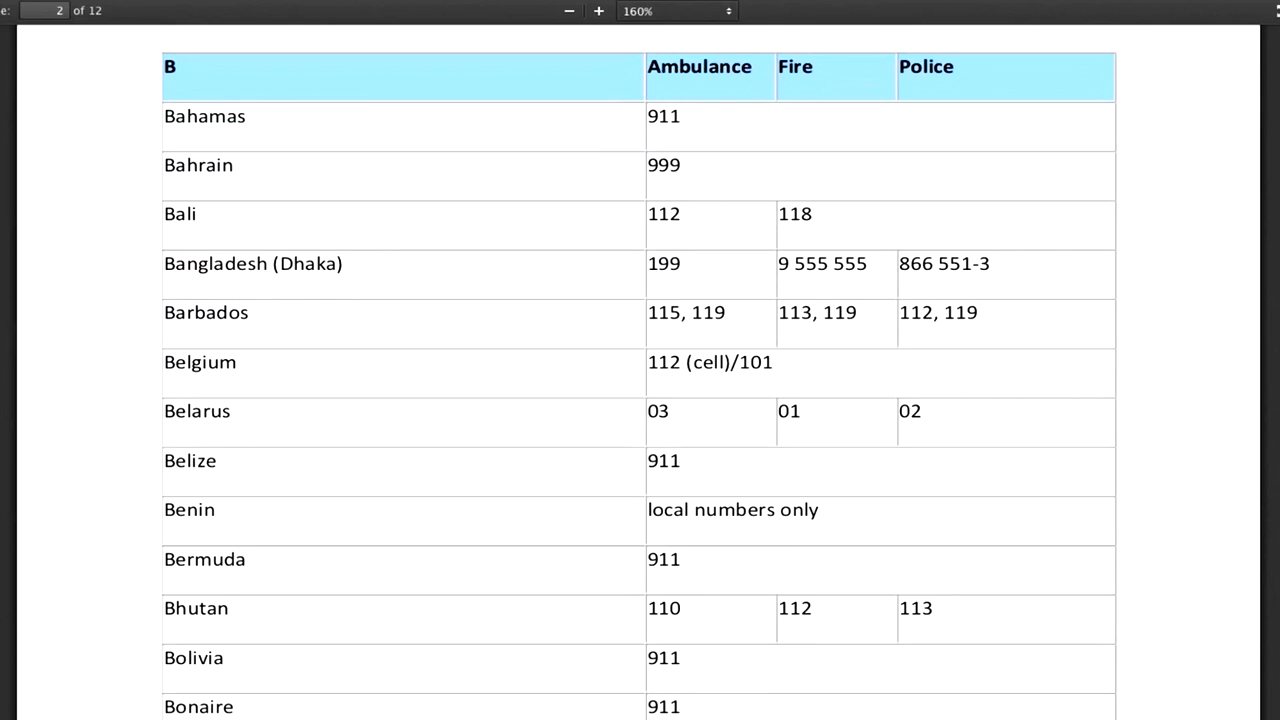 e: 2 of 12 − + 160%
B Ambulance Fire Police
Bahamas 911
Bahrain 999
Bali 112 118
Bangladesh (Dhaka) 199 9 555 555 866 551-3
Barbados 115, 119 113, 119 112, 119
Belgium 112 (cell)/101
Belarus 03 01 02
Belize 911
Benin local numbers only
Bermuda 911
Bhutan 110 112 113
Bolivia 911
Bonaire 911